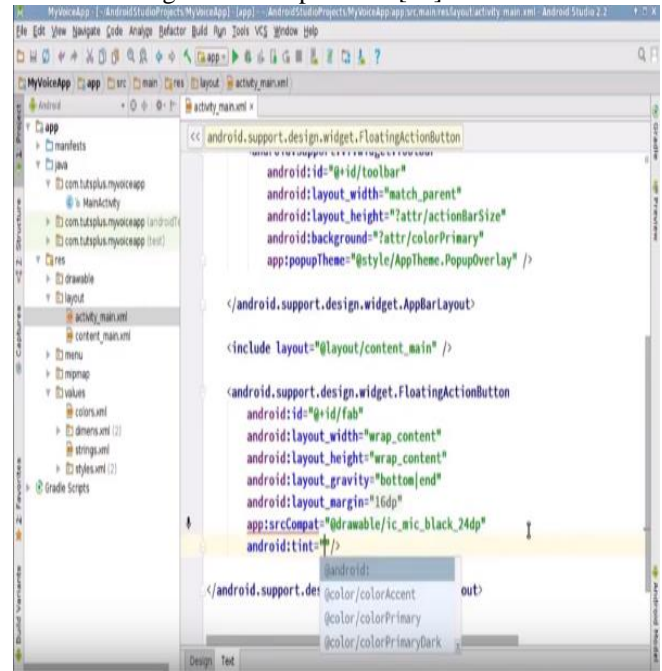 MyVoiceApp - [~/AndroidStudioProjects/MyVoiceApp] - [app] - ~/AndroidStudioProjects/MyVoiceApp/app/src/main/res/layout/activity_main.xml - Android Studio 2.2
File Edit View Navigate Code Analyze Refactor Build Run Tools VCS Window Help
app
MyVoiceApp app src main res layout activity_main.xml
Android
activity_main.xml ×
app
manifests
java
com.tutsplus.myvoiceapp
MainActivity
com.tutsplus.myvoiceapp
com.tutsplus.myvoiceapp (test)
res
drawable
layout
activity_main.xml
content_main.xml
menu
mipmap
values
colors.xml
dimens.xml (2)
strings.xml
styles.xml (2)
Gradle Scripts
android.support.design.widget.FloatingActionButton
android:id="@+id/toolbar"
android:layout_width="match_parent"
android:layout_height="?attr/actionBarSize"
android:background="?attr/colorPrimary"
app:popupTheme="@style/AppTheme.PopupOverlay" />
</android.support.design.widget.AppBarLayout>
<include layout="@layout/content_main" />
<android.support.design.widget.FloatingActionButton
android:id="@+id/fab"
android:layout_width="wrap_content"
android:layout_height="wrap_content"
android:layout_gravity="bottom|end"
android:layout_margin="16dp"
app:srcCompat="@drawable/ic_mic_black_24dp"
android:tint=""/>
@android:
</android.support.des out>
@color/colorAccent
@color/colorPrimary
@color/colorPrimaryDark
Design Text
1: Project
Z: Structure
Captures
2: Favorites
Build Variants
Gradle
Preview
Android Model